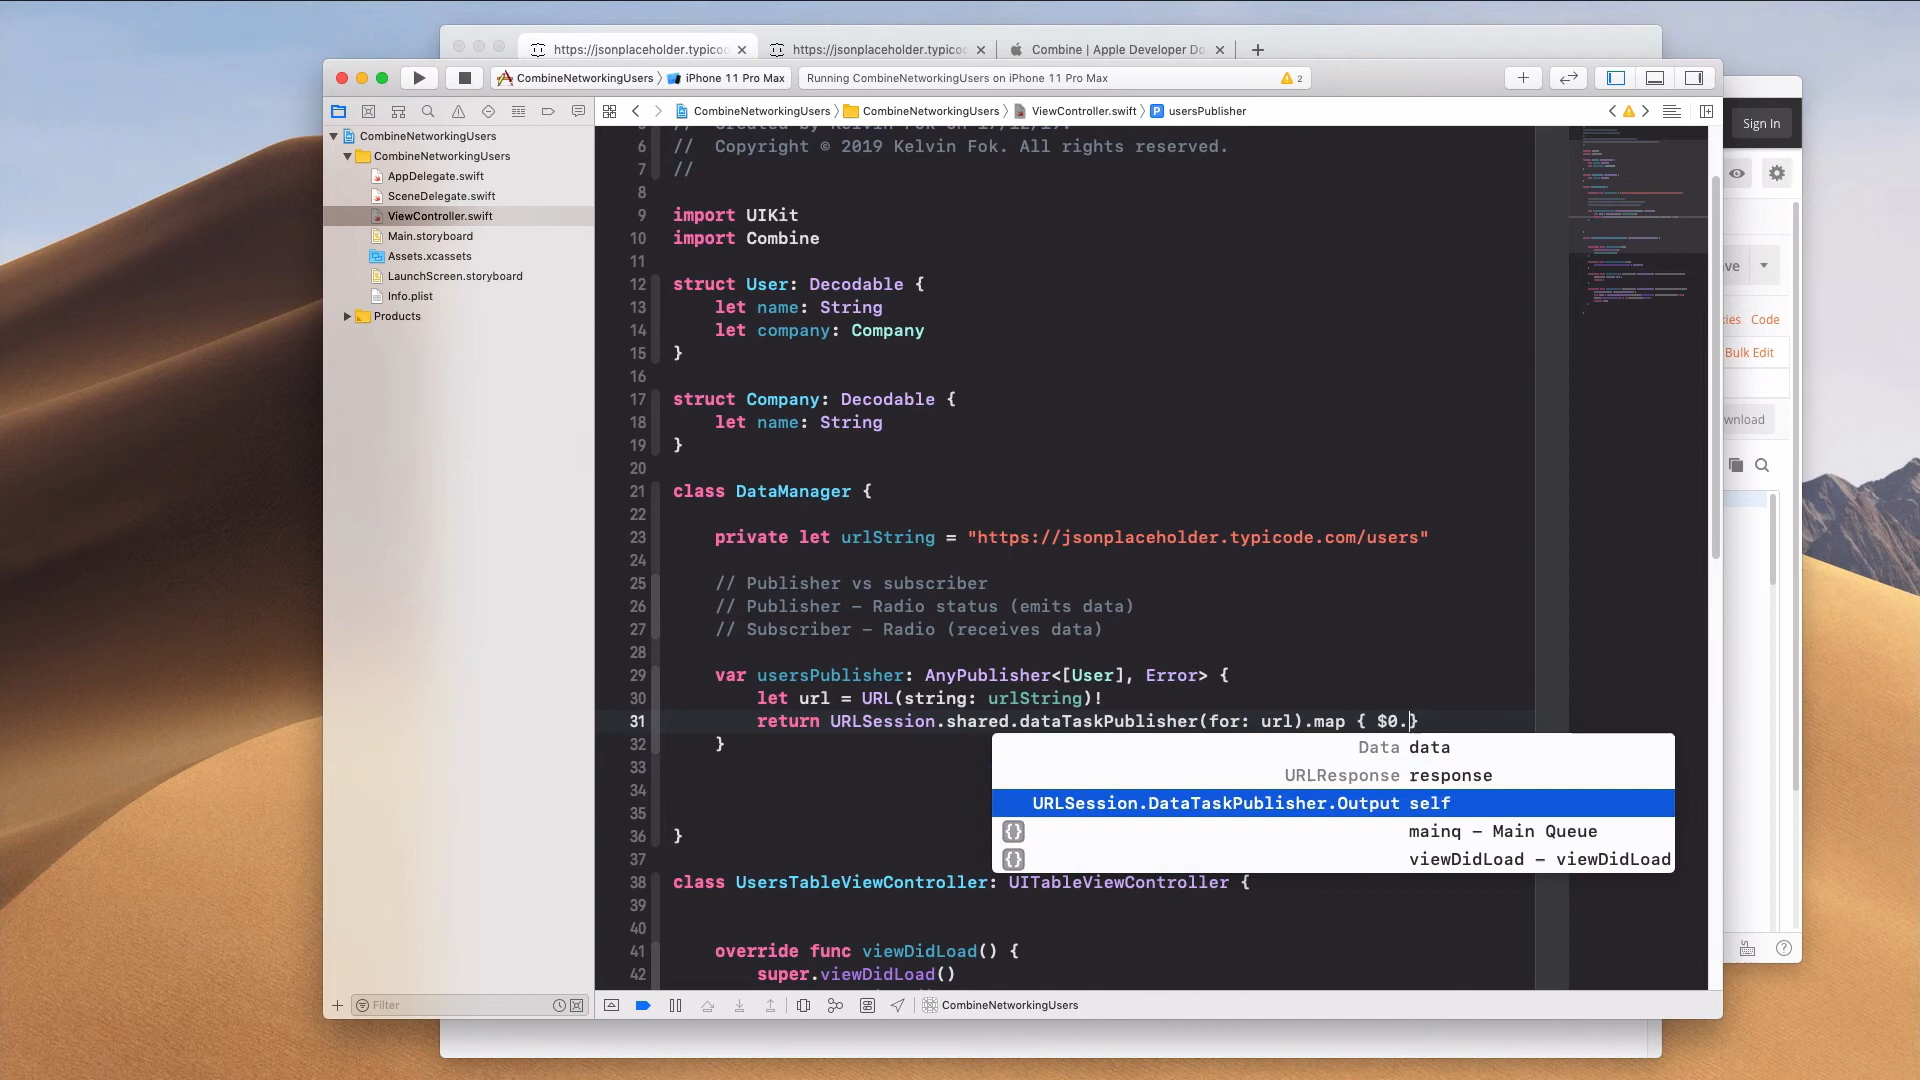 https://jsonplaceholder.typico
https://jsonplaceholder.typico
Combine | Apple Developer Do
CombineNetworkingUsers
iPhone 11 Pro Max
Running CombineNetworkingUsers on iPhone 11 Pro Max
2
CombineNetworkingUsers
CombineNetworkingUsers
ViewController.swift
P usersPublisher
Sign In
CombineNetworkingUsers
CombineNetworkingUsers
AppDelegate.swift
SceneDelegate.swift
ViewController.swift
Main.storyboard
Assets.xcassets
LaunchScreen.storyboard
Info.plist
Products
6 //  Copyright © 2019 Kelvin Fok. All rights reserved.
7 //
8
9 import UIKit
10 import Combine
11
12 struct User: Decodable {
13     let name: String
14     let company: Company
15 }
16
17 struct Company: Decodable {
18     let name: String
19 }
20
21 class DataManager {
22
23     private let urlString = "https://jsonplaceholder.typicode.com/users"
24
25     // Publisher vs subscriber
26     // Publisher – Radio status (emits data)
27     // Subscriber – Radio (receives data)
28
29     var usersPublisher: AnyPublisher<[User], Error> {
30         let url = URL(string: urlString)!
31         return URLSession.shared.dataTaskPublisher(for: url).map { $0.}
32     }
33
34
35
36 }
37
38 class UsersTableViewController: UITableViewController {
39
40
41     override func viewDidLoad() {
42         super.viewDidLoad()
Data data
URLResponse response
URLSession.DataTaskPublisher.Output self
{} mainq – Main Queue
{} viewDidLoad – viewDidLoad
ve
ies Code
Bulk Edit
wnload
Filter
CombineNetworkingUsers